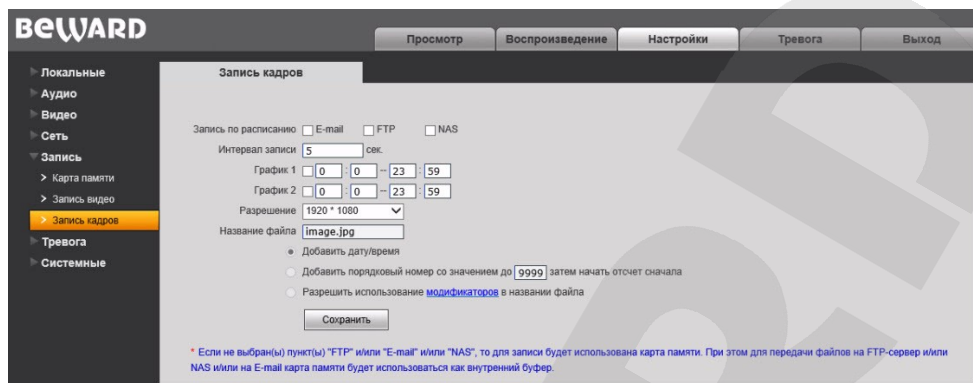 BEWARD
Просмотр Воспроизведение Настройки Тревога Выход
Локальные
Аудио
Видео
Сеть
Запись
Карта памяти
Запись видео
Запись кадров
Тревога
Системные
Запись кадров
Запись по расписанию E-mail FTP NAS
Интервал записи 5 сек.
График 1 0 : 0 -- 23 : 59
График 2 0 : 0 -- 23 : 59
Разрешение 1920 * 1080
Название файла image.jpg
Добавить дату/время
Добавить порядковый номер со значением до 9999 затем начать отсчет сначала
Разрешить использование модификаторов в названии файла
Сохранить
* Если не выбран(ы) пункт(ы) "FTP" и/или "E-mail" и/или "NAS", то для записи будет использована карта памяти. При этом для передачи файлов на FTP-сервер и/или
NAS и/или на E-mail карта памяти будет использоваться как внутренний буфер.